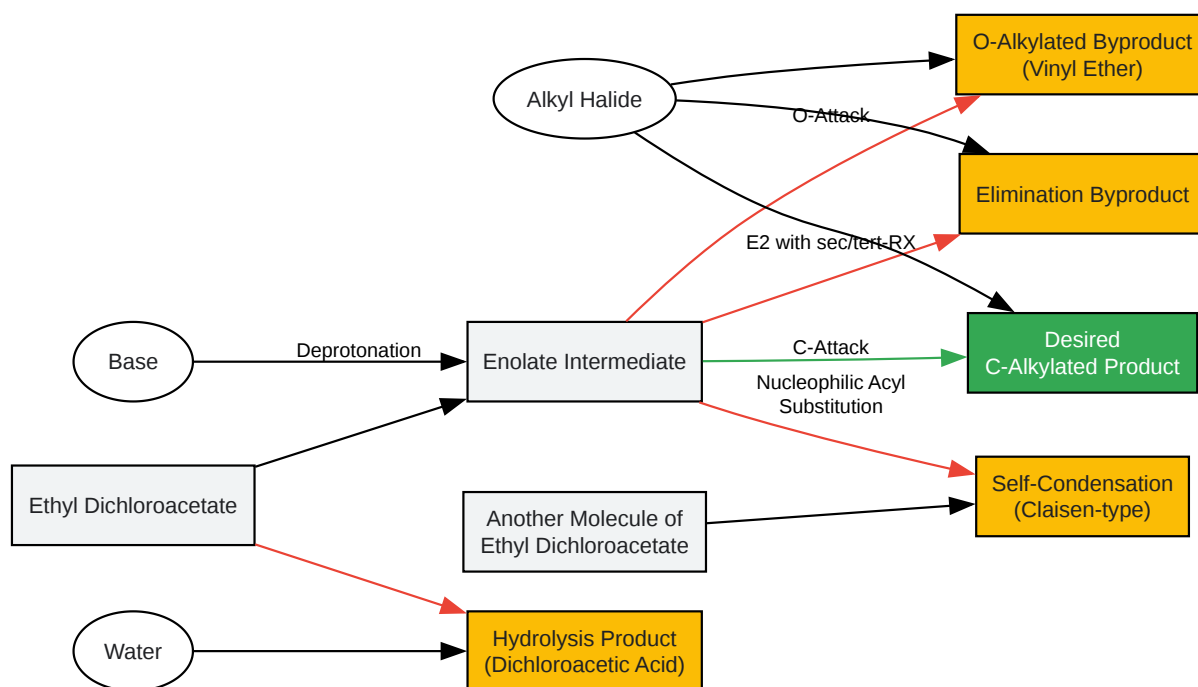 O-Alkylated Byproduct
(Vinyl Ether)
Alkyl Halide
O-Attack
Elimination Byproduct
E2 with sec/tert-RX
Base
Deprotonation
Enolate Intermediate
C-Attack
Desired
C-Alkylated Product
Nucleophilic Acyl
Substitution
Ethyl Dichloroacetate
Another Molecule of
Ethyl Dichloroacetate
Self-Condensation
(Claisen-type)
Water
Hydrolysis Product
(Dichloroacetic Acid)